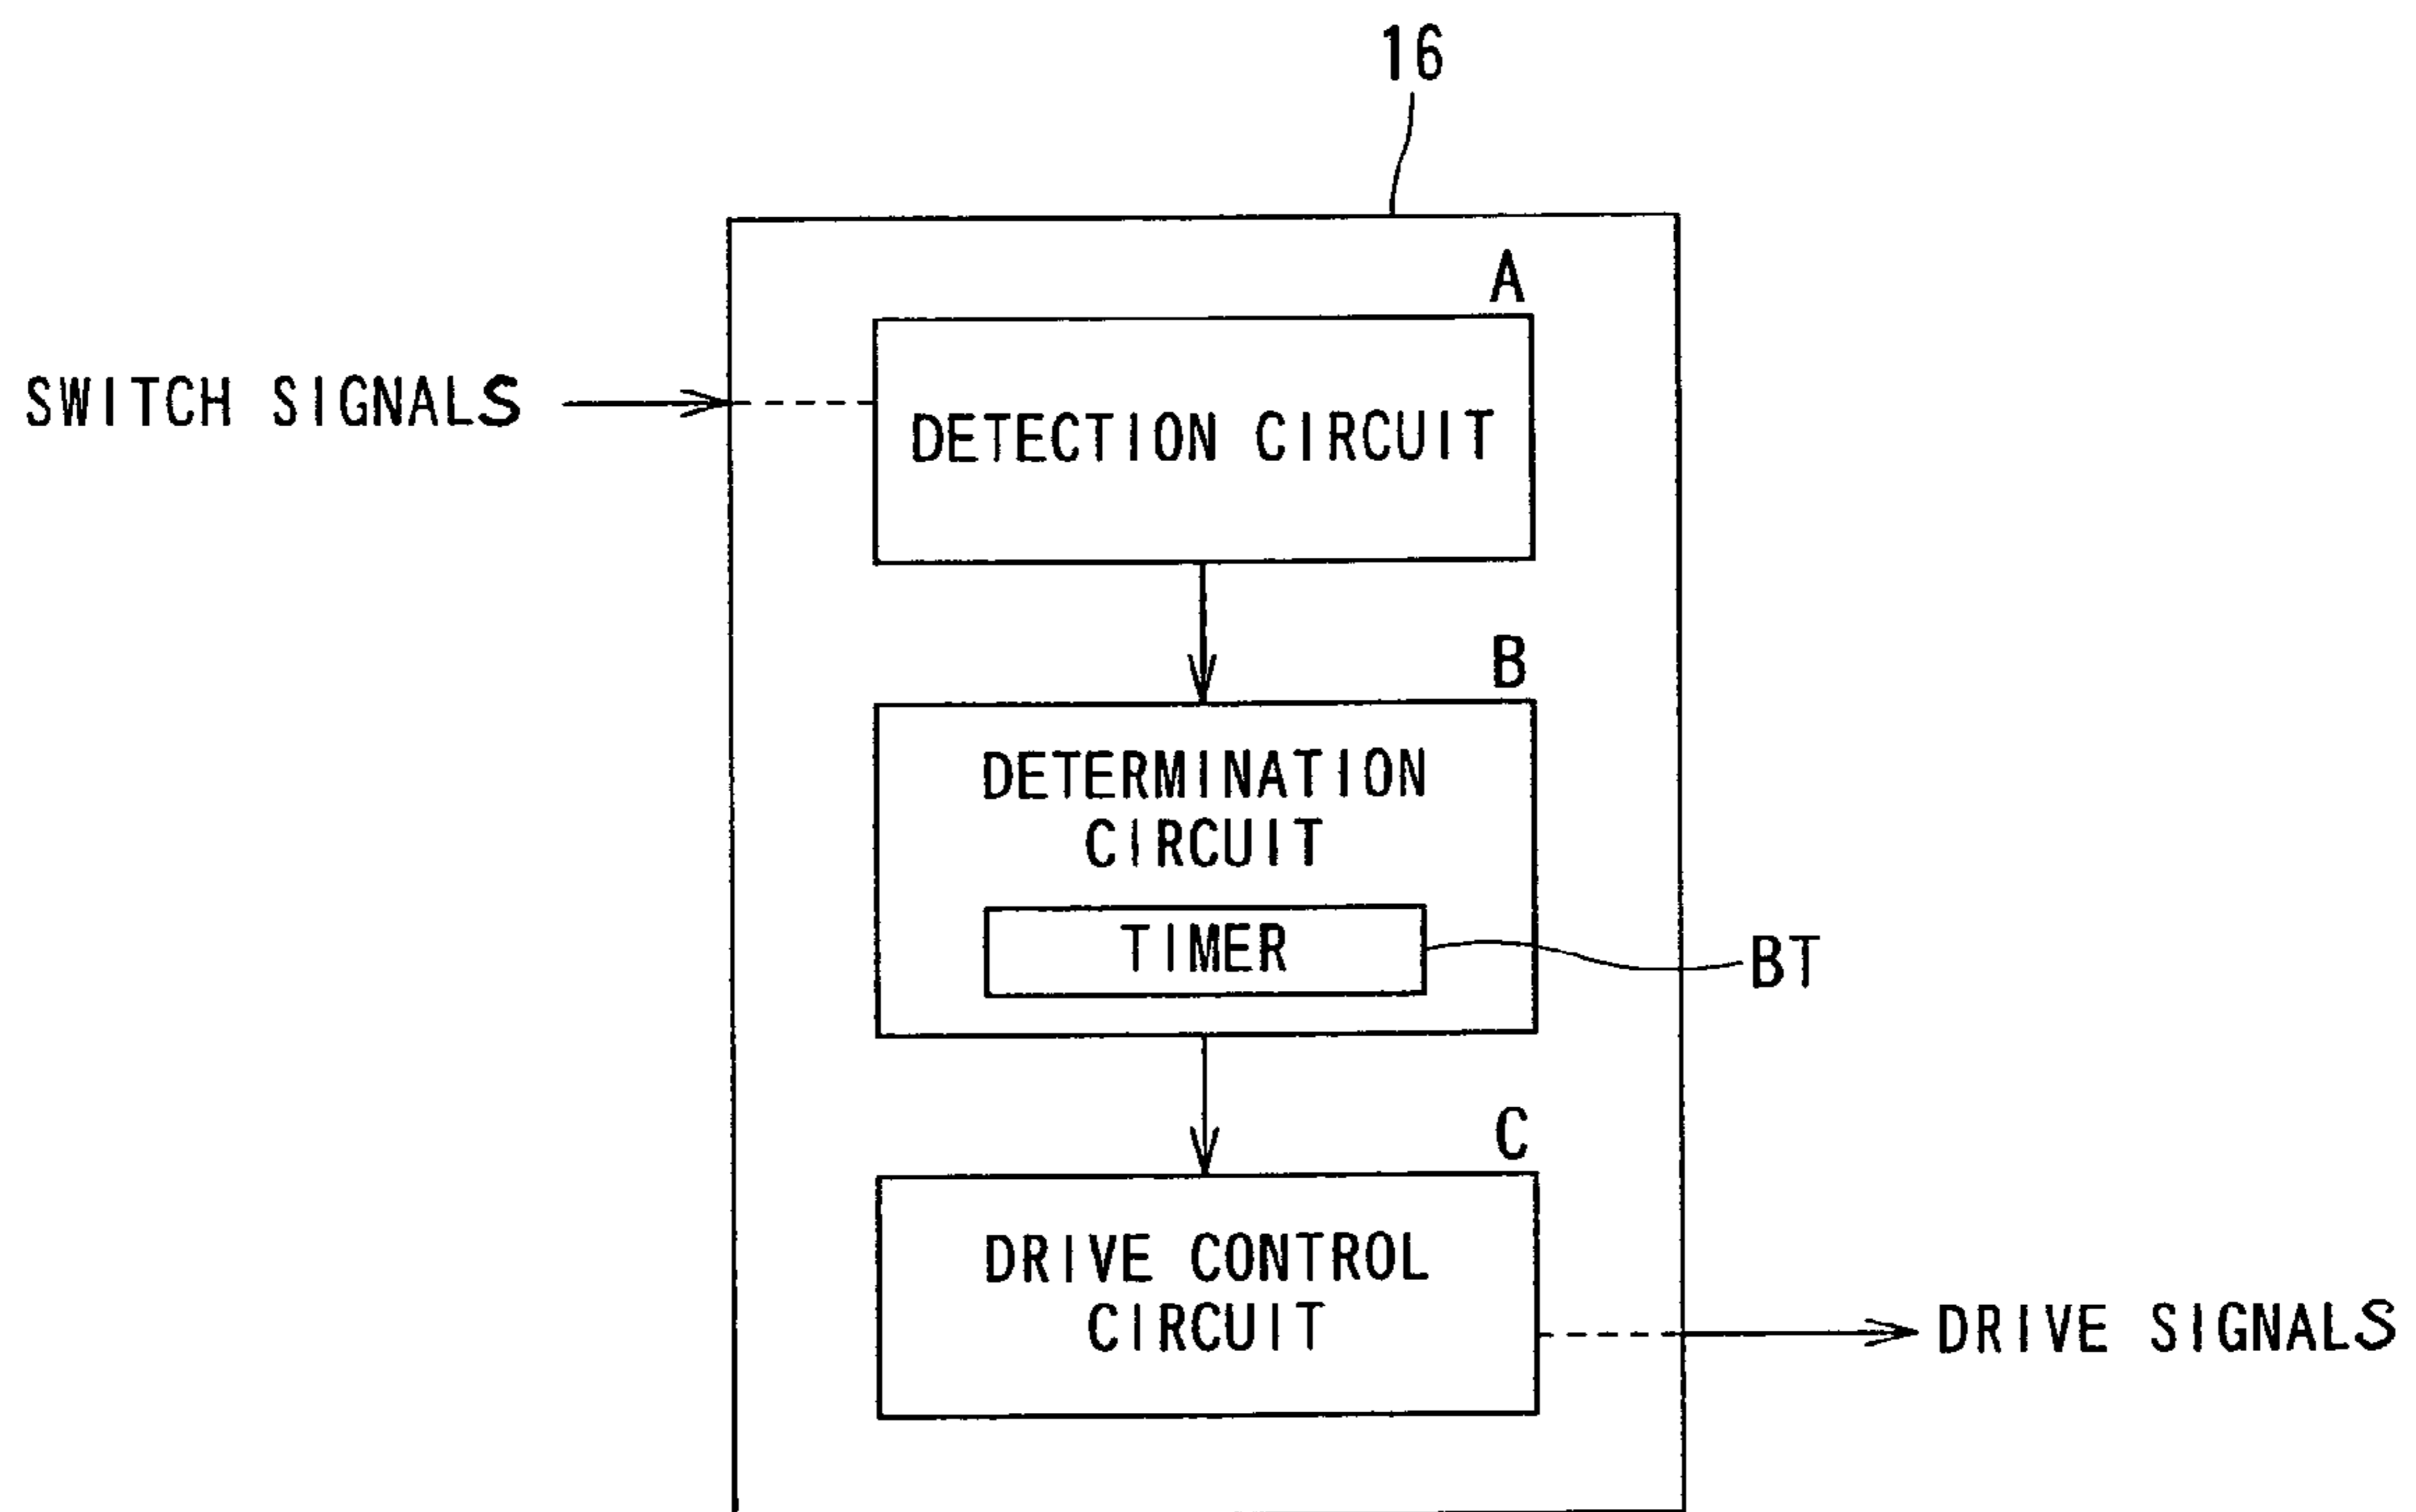 16
A
SWITCH SIGNALS
DETECTION CIRCUIT
B
DETERMINATION
CIRCUIT
TIMER
BT
C
DRIVE CONTROL
CIRCUIT
DRIVE SIGNALS